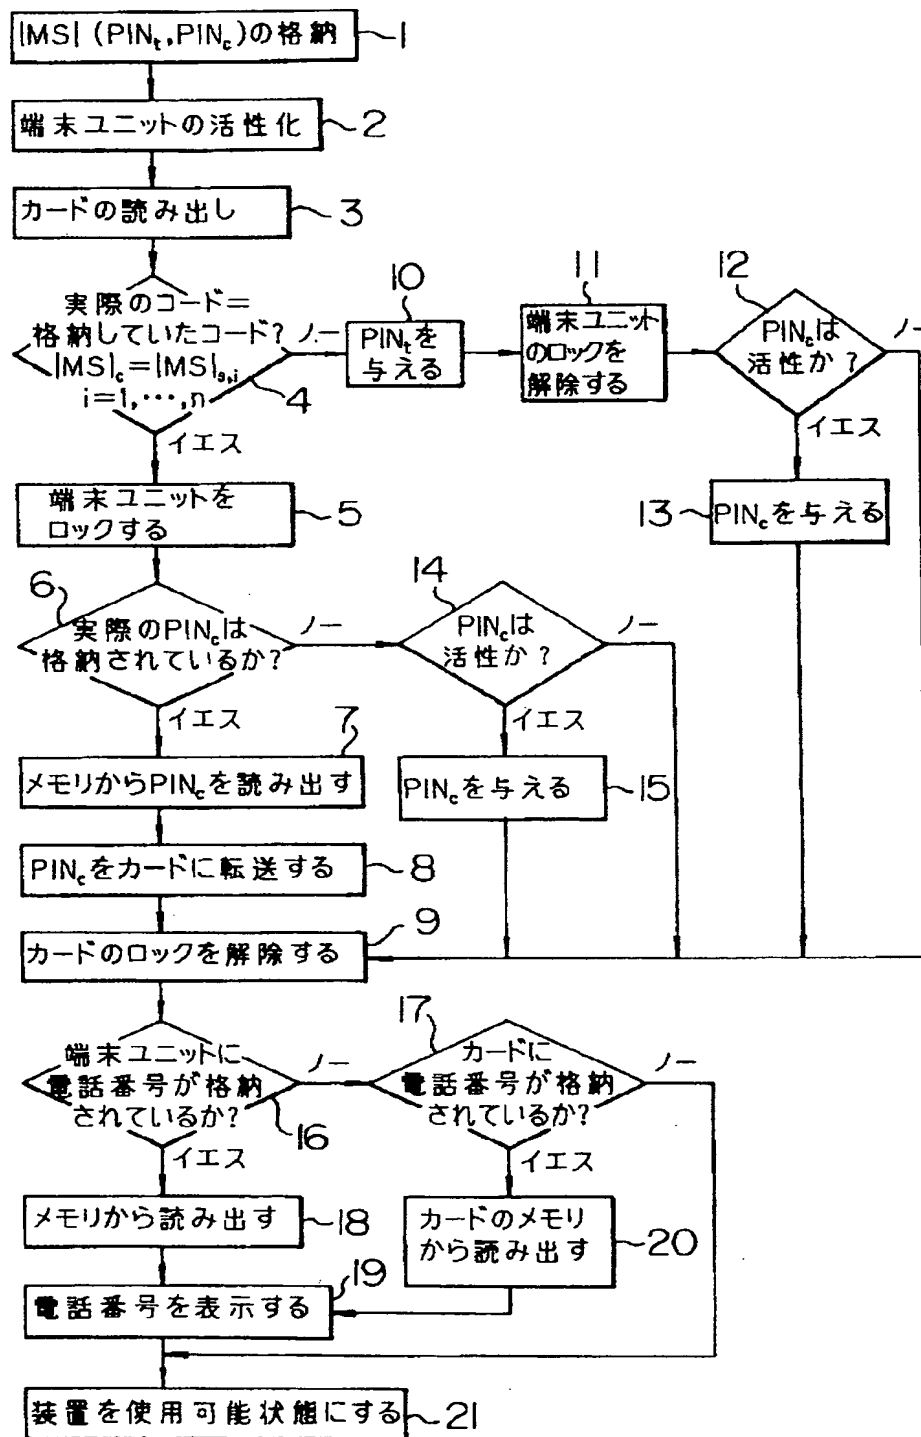 IMSI (PINt,PINc)の格納
1
端末ユニットの活性化
2
カードの読み出し
3
実際のコード=
格納していたコード?
IMSIc=IMSIs,i
i=1,…,n
4
ノー
イエス
10
PINtを
与える
11
端末ユニット
のロックを
解除する
12
PINcは
活性か?
ノー
イエス
13
PINcを与える
端末ユニットを
ロックする
5
6
実際のPINcは
格納されているか?
ノー
イエス
14
PINcは
活性か?
ノー
イエス
7
メモリからPINcを読み出す
PINcを与える
15
PINcをカードに転送する
8
9
カードのロックを解除する
端末ユニットに
電話番号が格納
されているか?
16
ノー
イエス
17
カードに
電話番号が格納
されているか?
ノー
イエス
メモリから読み出す
18
カードのメモリ
から読み出す
20
19
電話番号を表示する
装置を使用可能状態にする
21